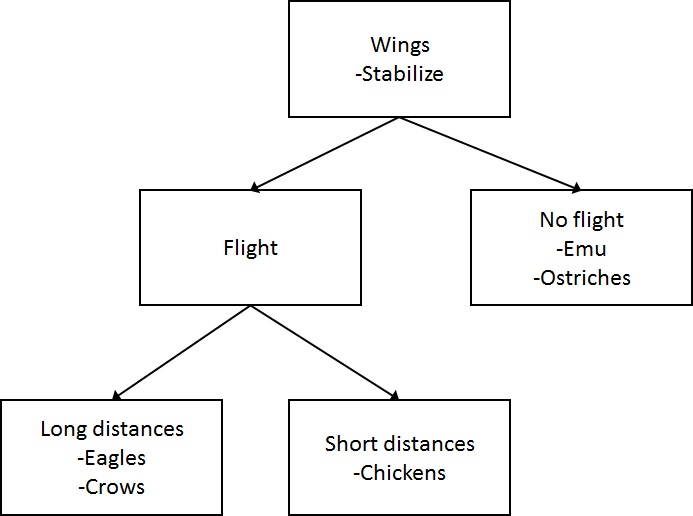 Wings
-Stabilize
Flight
No flight
-Emu
-Ostriches
Long distances
-Eagles
-Crows
Short distances
-Chickens